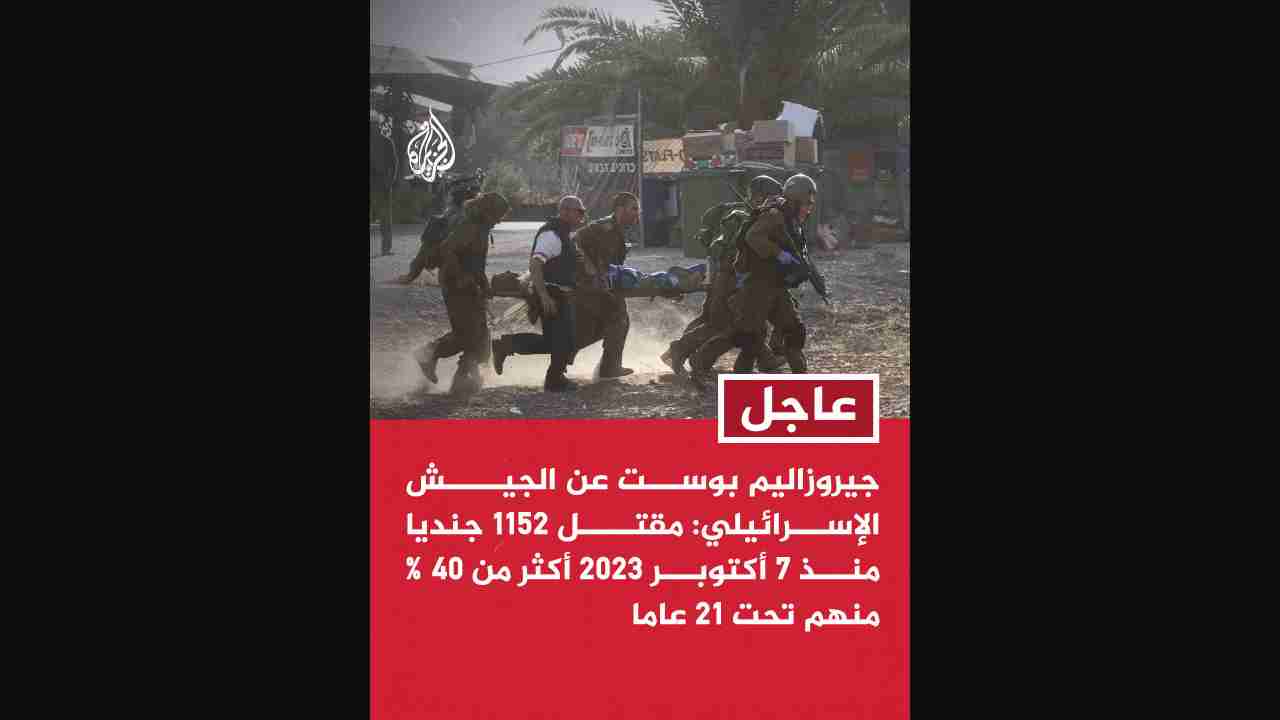 الجزيرة
عاجل
جيروزاليم بوست عن الجيش
الإسرائيلي: مقتل 1152 جنديا
منذ 7 أكتوبر 2023 أكثر من 40 %
منهم تحت 21 عاما